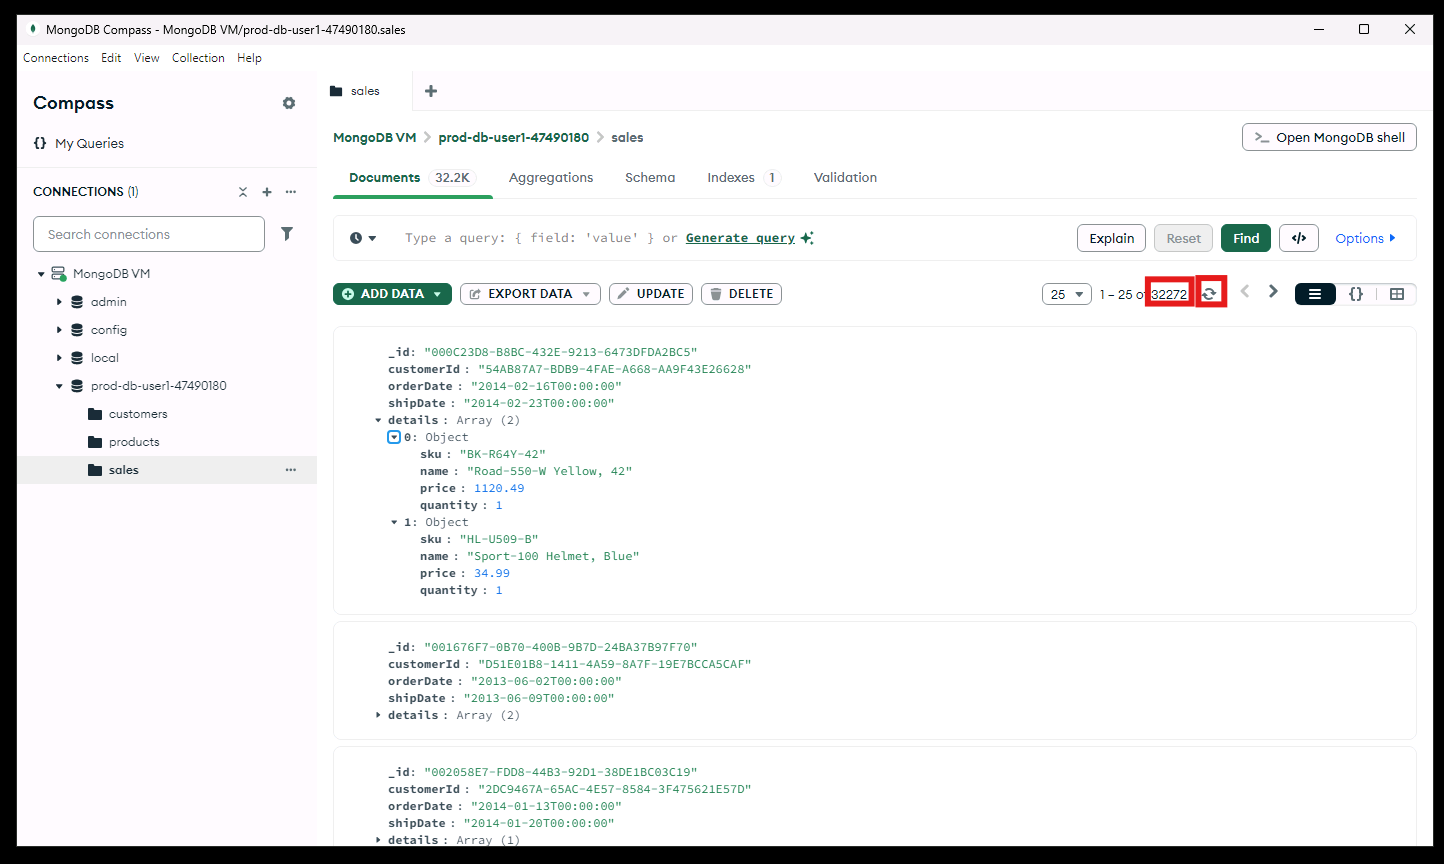 MongoDB Compass - MongoDB VM/prod-db-user1-47490180.sales
Connections Edit View Collection Help
Compass
My Queries
CONNECTIONS (1)
Search connections
MongoDB VM
admin
config
local
prod-db-user1-47490180
customers
products
sales
sales
MongoDB VM > prod-db-user1-47490180 > sales
>_ Open MongoDB shell
Documents 32.2K Aggregations Schema Indexes 1 Validation
Type a query: { field: 'value' } or Generate query
Explain Reset Find </> Options
ADD DATA EXPORT DATA UPDATE DELETE
25 1 – 25 of 32272 {}
_id: "000C23D8-B8BC-432E-9213-6473DFDA2BC5"
customerId : "54AB87A7-BDB9-4FAE-A668-AA9F43E26628"
orderDate : "2014-02-16T00:00:00"
shipDate : "2014-02-23T00:00:00"
details : Array (2)
0: Object
sku : "BK-R64Y-42"
name : "Road-550-W Yellow, 42"
price : 1120.49
quantity : 1
1: Object
sku : "HL-U509-B"
name : "Sport-100 Helmet, Blue"
price : 34.99
quantity : 1
_id: "001676F7-0B70-400B-9B7D-24BA37B97F70"
customerId : "D51E01B8-1411-4A59-8A7F-19E7BCCA5CAF"
orderDate : "2013-06-02T00:00:00"
shipDate : "2013-06-09T00:00:00"
details : Array (2)
_id: "002058E7-FDD8-44B3-92D1-38DE1BC03C19"
customerId : "2DC9467A-65AC-4E57-8584-3F475621E57D"
orderDate : "2014-01-13T00:00:00"
shipDate : "2014-01-20T00:00:00"
details : Array (1)